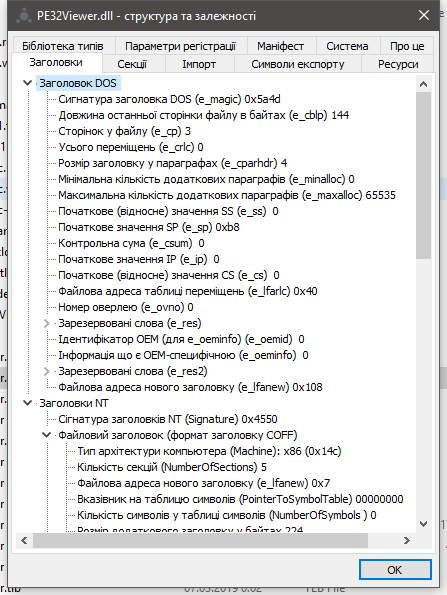 PE32Viewer.dll - структура та залежності
Бібліотека типів
Параметри регістрації
Маніфест
Система
Про це
Заголовки
Секції
Імпорт
Символи експорту
Ресурси
Заголовок DOS
Сигнатура заголовка DOS (e_magic) 0x5a4d
Довжина останньої сторінки файлу в байтах (e_cblp) 144
Сторінок у файлу (e_cp) 3
Усього переміщень (e_crlc) 0
Розмір заголовку у параграфах (e_cparhdr) 4
Мінімальна кількість додаткових параграфів (e_minalloc) 0
Максимальна кількість додаткових параграфів (e_maxalloc) 65535
Початкове (відносне) значення SS (e_ss) 0
Початкове значення SP (e_sp) 0xb8
Контрольна сума (e_csum) 0
Початкове значення IP (e_ip) 0
Початкове (відносне) значення CS (e_cs) 0
Файлова адреса таблиці переміщень (e_lfarlc) 0x40
Номер оверлею (e_ovno) 0
Зарезервовані слова (e_res)
Ідентифікатор OEM (для e_oeminfo) (e_oemid) 0
Інформація що є OEM-специфічною (e_oeminfo) 0
Зарезервовані слова (e_res2)
Файлова адреса нового заголовку (e_lfanew) 0x108
Заголовки NT
Сігнатура заголовків NT (Signature) 0x4550
Файловий заголовок (формат заголовку COFF)
Тип архітектури компьютера (Machine): x86 (0x14c)
Кількість секцій (NumberOfSections) 5
Файлова адреса нового заголовку (e_lfanew) 0x7
Вказівник на таблицю символів (PointerToSymbolTable) 00000000
Кількість символів у таблиці символів (NumberOfSymbols ) 0
Розмір додаткового заголовку у байтах 224
OK